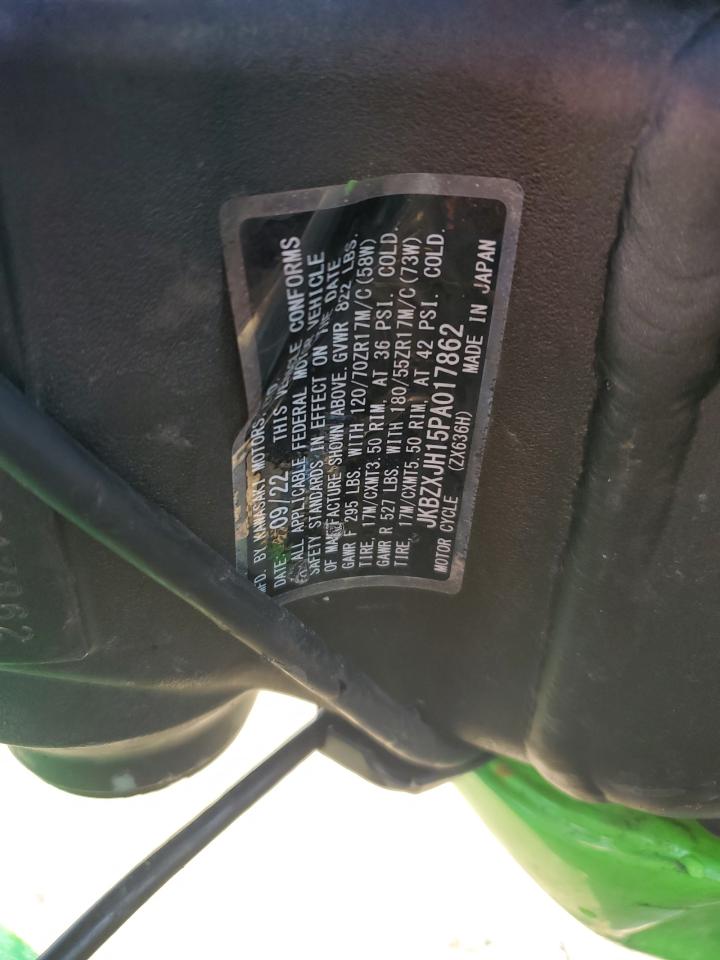 MFD. BY KAWASAKI MOTORS,
DATE: 09/22 THIS VEHICLE CONFORMS
ALL APPLICABLE FEDERAL MOTOR VEHICLE
SAFETY STANDARDS IN EFFECT ON THE DATE
OF MANUFACTURE SHOWN ABOVE. GVWR 822 LBS.
GAWR F 295 LBS. WITH 120/70ZR17M/C(58W)
TIRE, 17M/CXMT3.50 RIM, AT 36 PSI. COLD.
GAWR R 527 LBS. WITH 180/55ZR17M/C(73W)
TIRE, 17M/CXMT5.50 RIM, AT 42 PSI. COLD.
JKBZXJH15PA017862
MOTOR CYCLE (ZX636H) MADE IN JAPAN